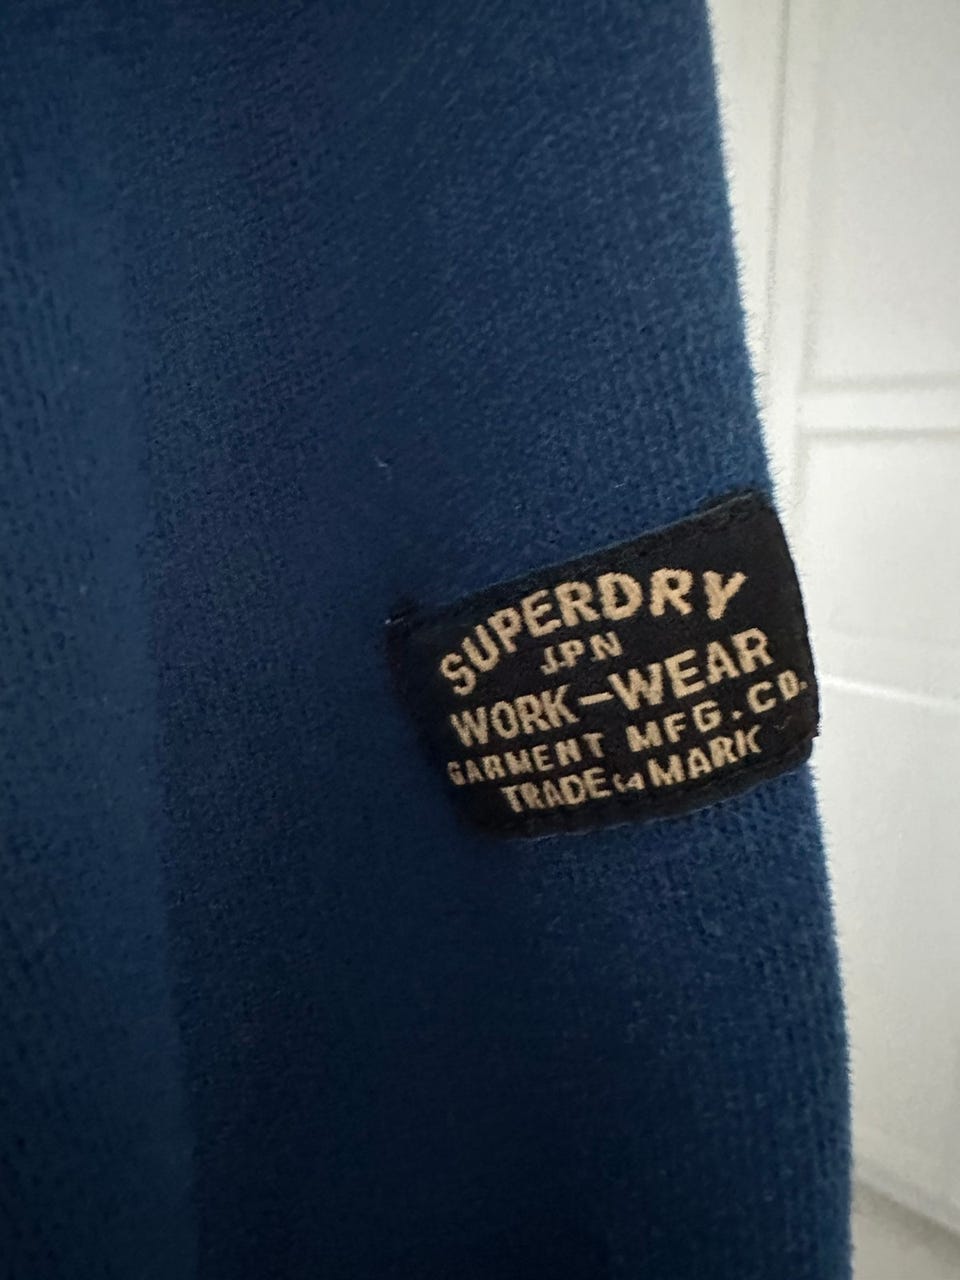 SUPERDRY
JPN
WORK-WEAR
GARMENT MFG. CO.
TRADE MARK